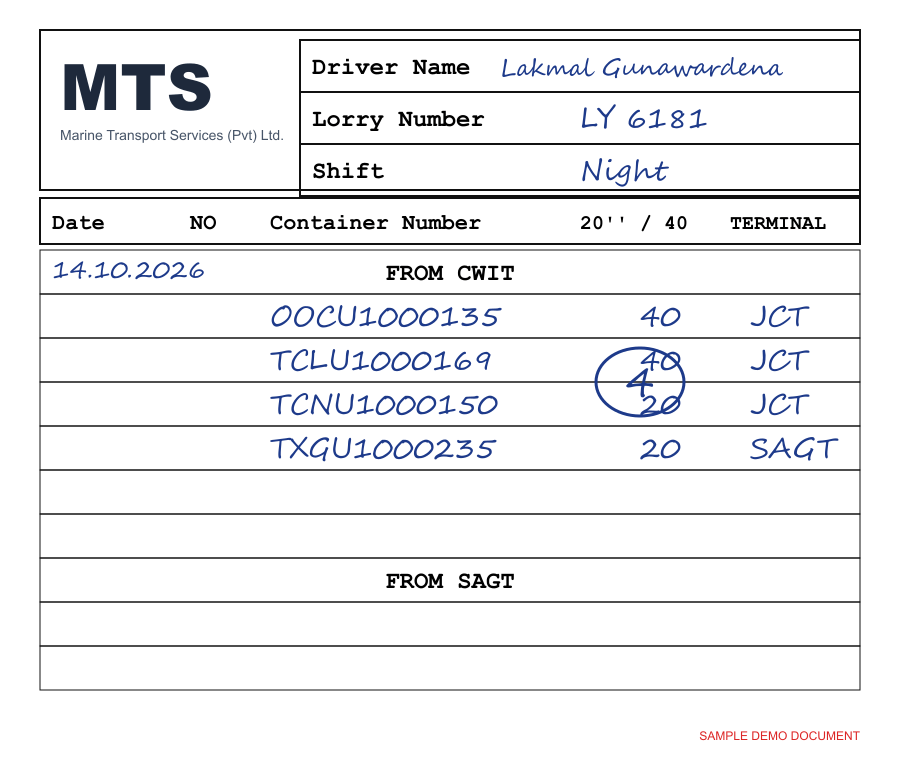 MTS
Marine Transport Services (Pvt) Ltd.
Driver Name Lakmal Gunawardena
Lorry Number LY 6181
Shift Night
Date NO Container Number 20'' / 40 TERMINAL
14.10.2026 FROM CWIT
OOCU1000135 40 JCT
TCLU1000169 40 JCT
4
TCNU1000150 20 JCT
TXGU1000235 20 SAGT
FROM SAGT
SAMPLE DEMO DOCUMENT